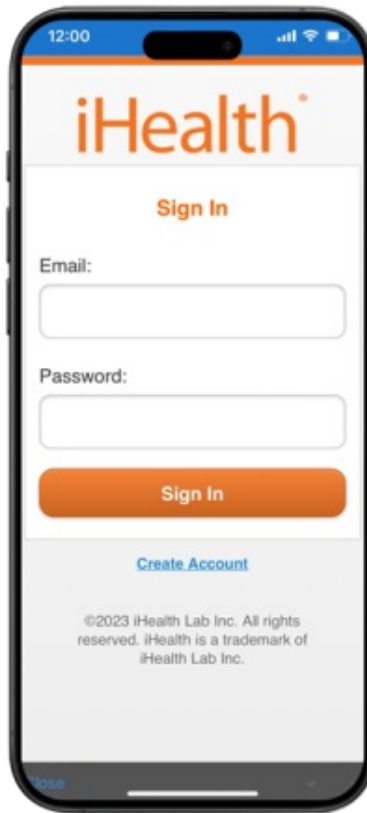 12:00
iHealth®
Sign In
Email:
Password:
Sign In
Create Account
©2023 iHealth Lab Inc. All rights
reserved. iHealth is a trademark of
iHealth Lab Inc.
Close